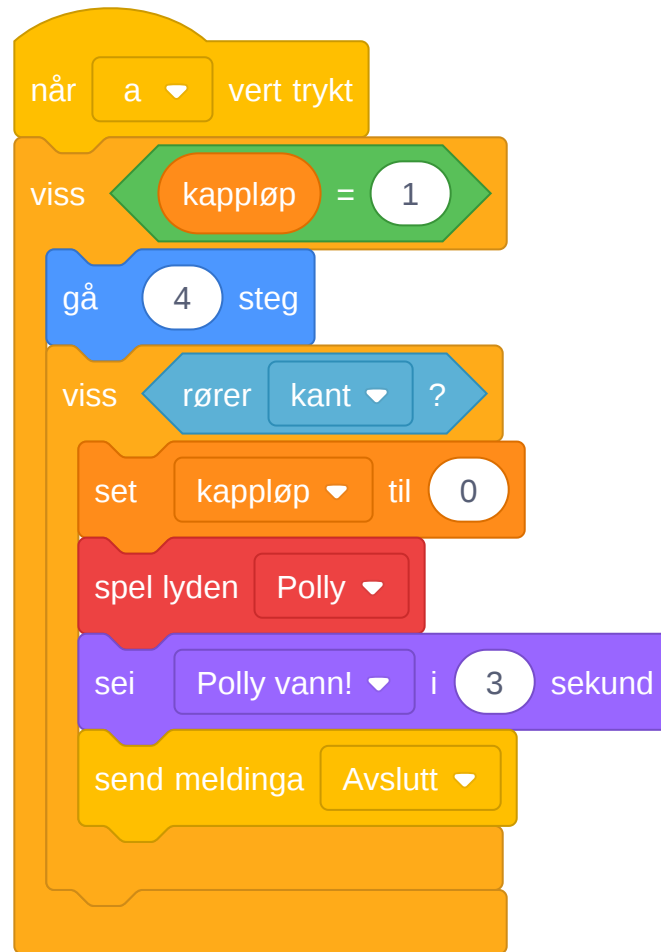 når a vert trykt
viss kappløp = 1
gå 4 steg
viss rører kant ?
set kappløp til 0
spel lyden Polly
sei Polly vann! i 3 sekund
send meldinga Avslutt